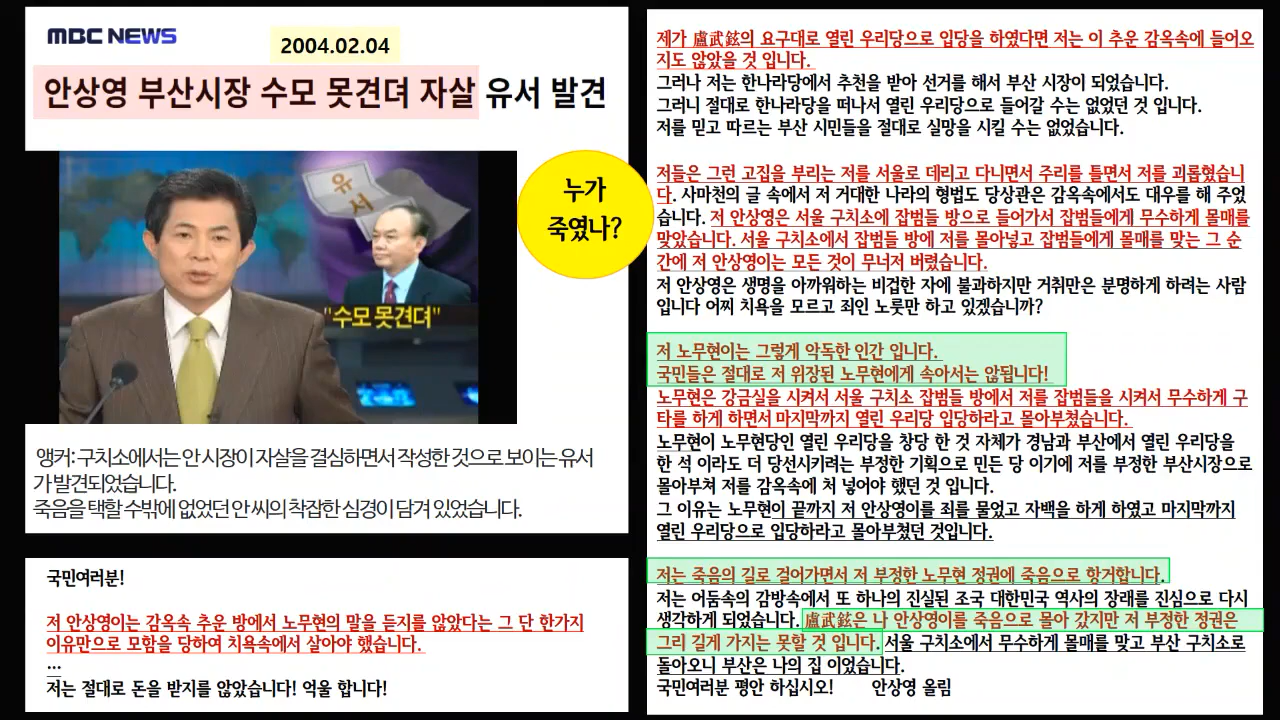 MBC NEWS
2004.02.04
안상영 부산시장 수모 못견뎌 자살 유서 발견
유
서
"수모 못견뎌"
누가
죽였나?
앵커: 구치소에서는 안 시장이 자살을 결심하면서 작성한 것으로 보이는 유서
가 발견되었습니다.
죽음을 택할 수밖에 없었던 안 씨의 착잡한 심경이 담겨 있었습니다.
국민여러분!
저 안상영이는 감옥속 추운 방에서 노무현의 말을 듣지를 않았다는 그 단 한가지
이유만으로 모함을 당하여 치욕속에서 살아야 했습니다.
...
저는 절대로 돈을 받지를 않았습니다! 억울 합니다!
제가 盧武鉉의 요구대로 열린 우리당으로 입당을 하였다면 저는 이 추운 감옥속에 들어오
지도 않았을 것 입니다.
그러나 저는 한나라당에서 추천을 받아 선거를 해서 부산 시장이 되었습니다.
그러니 절대로 한나라당을 떠나서 열린 우리당으로 들어갈 수는 없었던 것 입니다.
저를 믿고 따르는 부산 시민들을 절대로 실망을 시킬 수는 없었습니다.
저들은 그런 고집을 부리는 저를 서울로 데리고 다니면서 주리를 틀면서 저를 괴롭혔습니
다. 사마천의 글 속에서 저 거대한 나라의 형법도 당상관은 감옥속에서도 대우를 해 주었
습니다. 저 안상영은 서울 구치소에 잡범들 방으로 들어가서 잡범들에게 무수하게 몰매를
맞았습니다. 서울 구치소에서 잡범들 방에 저를 몰아넣고 잡범들에게 몰매를 맞는 그 순
간에 저 안상영이는 모든 것이 무너져 버렸습니다.
저 안상영은 생명을 아까워하는 비겁한 자에 불과하지만 거취만은 분명하게 하려는 사람
입니다 어찌 치욕을 모르고 죄인 노릇만 하고 있겠습니까?
저 노무현이는 그렇게 악독한 인간 입니다.
국민들은 절대로 저 위장된 노무현에게 속아서는 않됩니다!
노무현은 강금실을 시켜서 서울 구치소 잡범들 방에서 저를 잡범들을 시켜서 무수하게 구
타를 하게 하면서 마지막까지 열린 우리당 입당하라고 몰아부쳤습니다.
노무현이 노무현당인 열린 우리당을 창당 한 것 자체가 경남과 부산에서 열린 우리당을
한 석 이라도 더 당선시키려는 부정한 기획으로 민든 당 이기에 저를 부정한 부산시장으로
몰아부쳐 저를 감옥속에 처 넣어야 했던 것 입니다.
그 이유는 노무현이 끝까지 저 안상영이를 죄를 물었고 자백을 하게 하였고 마지막까지
열린 우리당으로 입당하라고 몰아부쳤던 것입니다.
저는 죽음의 길로 걸어가면서 저 부정한 노무현 정권에 죽음으로 항거합니다.
저는 어둠속의 감방속에서 또 하나의 진실된 조국 대한민국 역사의 장래를 진심으로 다시
생각하게 되었습니다. 盧武鉉은 나 안상영이를 죽음으로 몰아 갔지만 저 부정한 정권은
그리 길게 가지는 못할 것 입니다. 서울 구치소에서 무수하게 몰매를 맞고 부산 구치소로
돌아오니 부산은 나의 집 이었습니다.
국민여러분 평안 하십시오! 안상영 올림